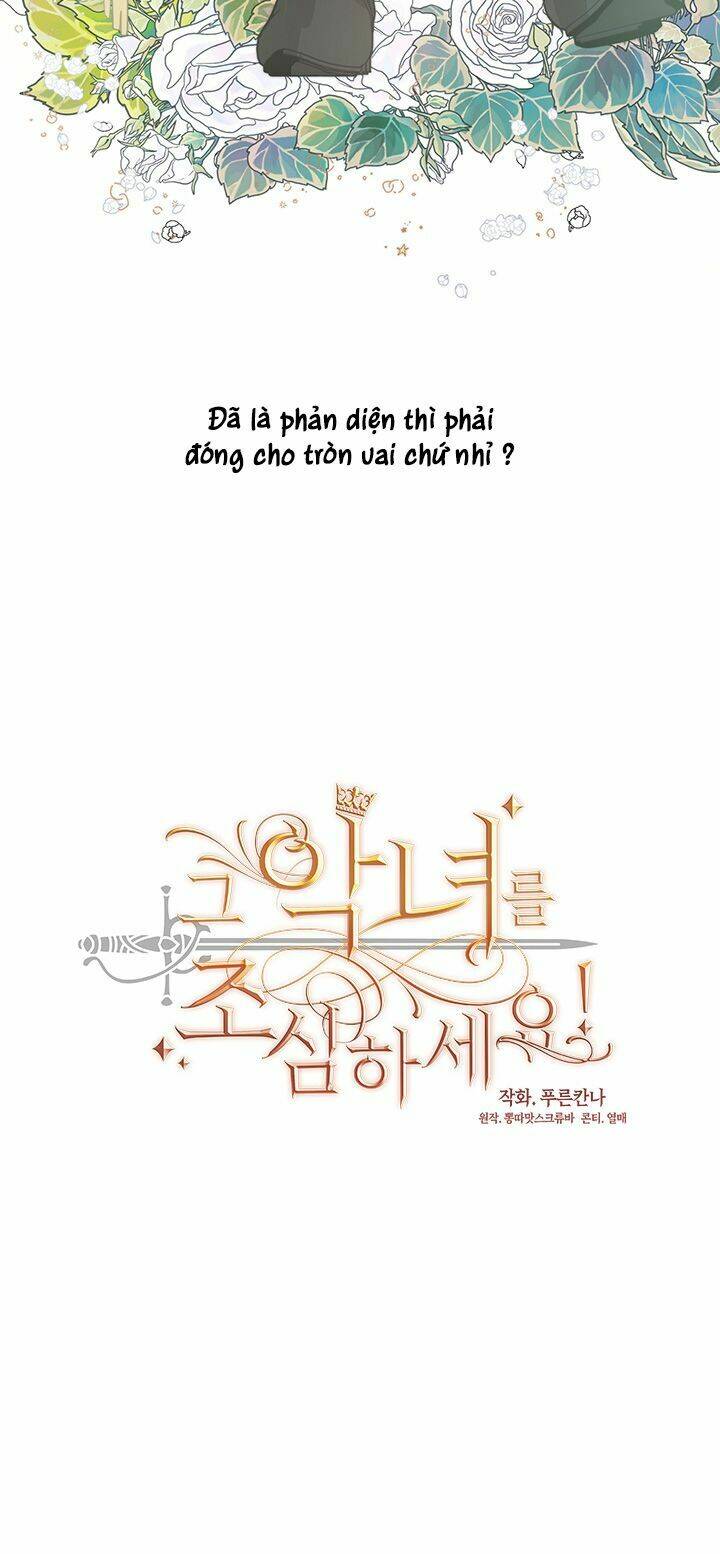 Đã là phản diện thì phải
đóng cho tròn vai chứ nhỉ ?
그 악녀를
조심하세요!
작화. 푸른칸나
원작. 뽕따맛스크류바 콘티. 열매